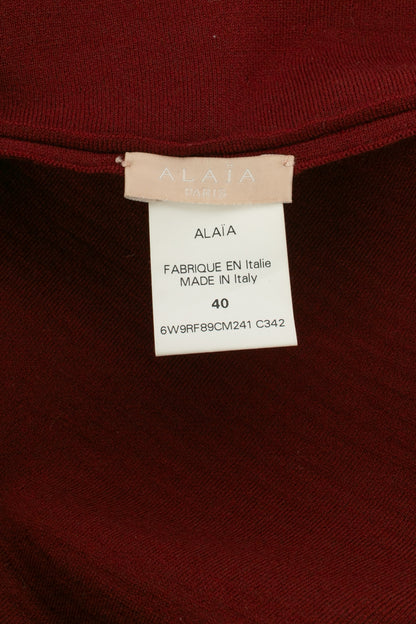 ALAÏA
PARIS
ALAÏA
FABRIQUE EN Italie
MADE IN Italy
40
6W9RF89CM241 C342